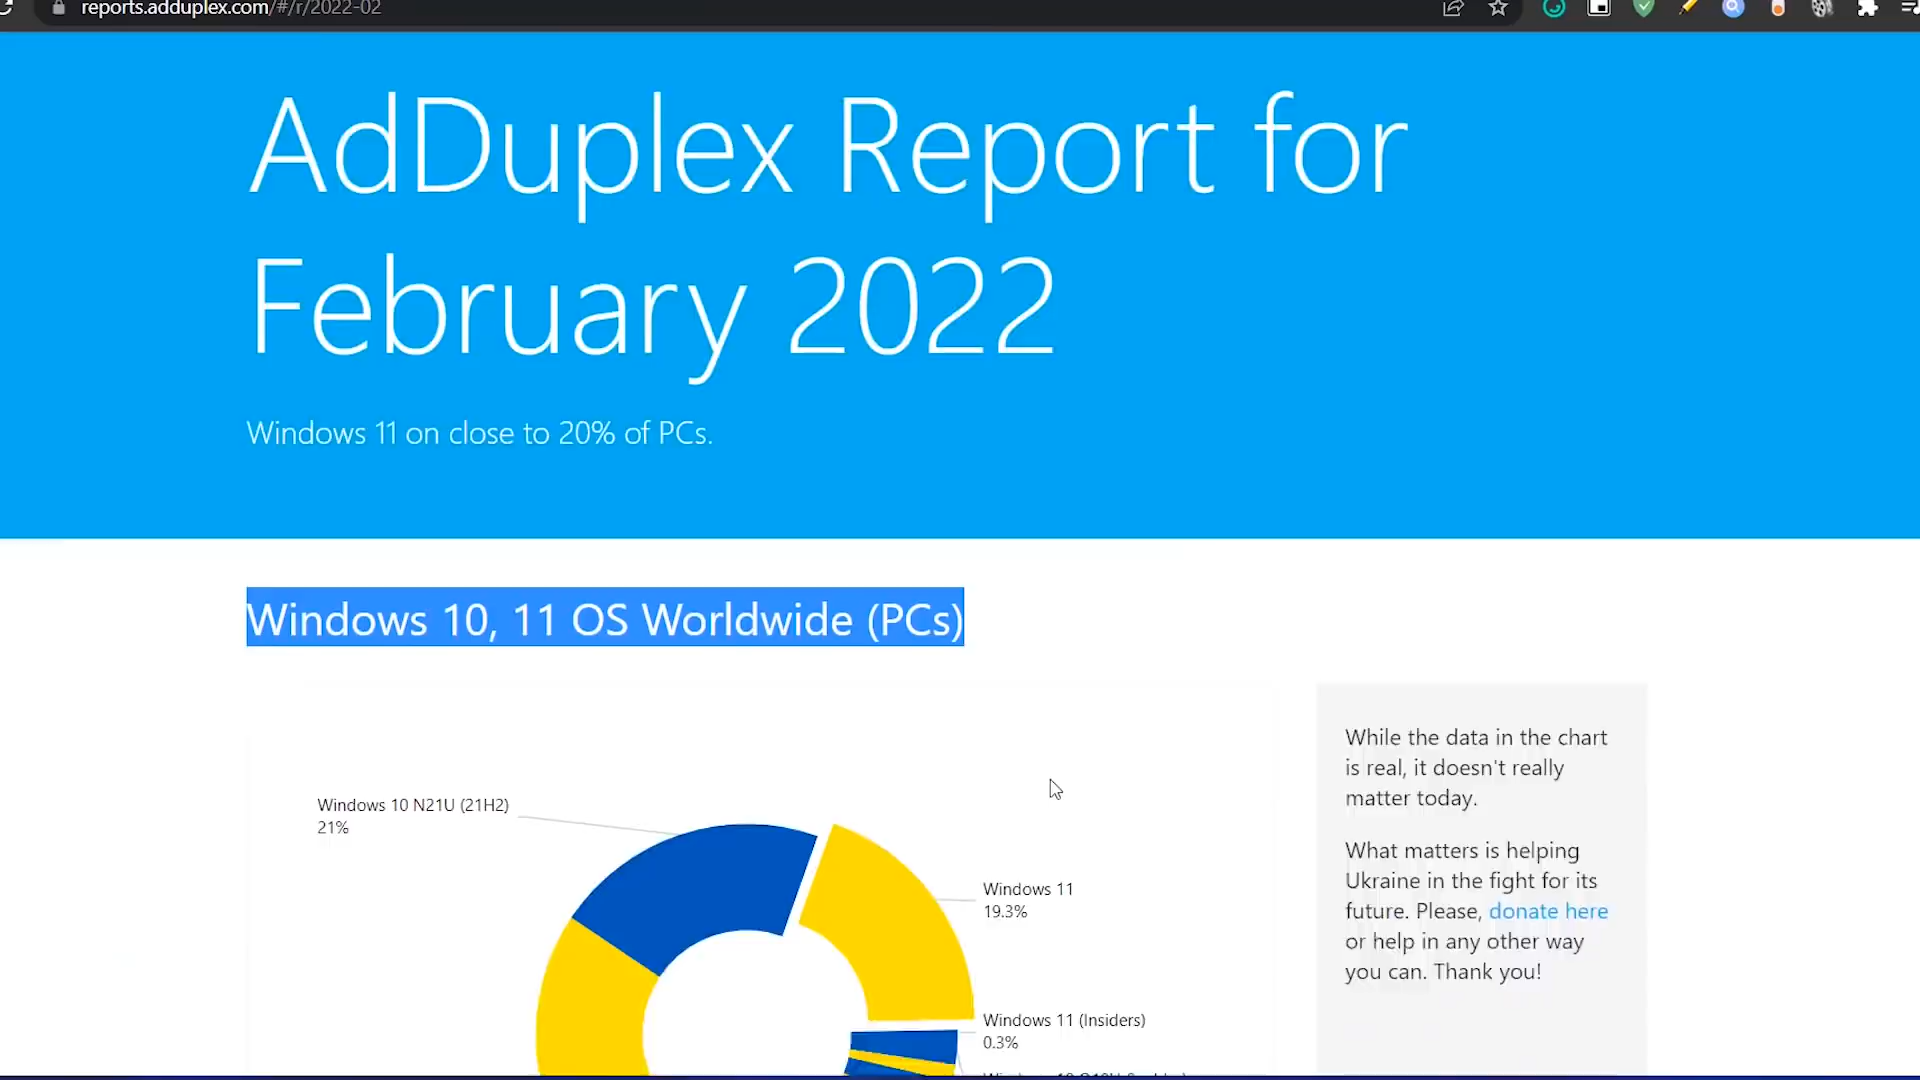 reports.adduplex.com/#/r/2022-02
AdDuplex Report for
February 2022
Windows 11 on close to 20% of PCs.
Windows 10, 11 OS Worldwide (PCs)
Windows 10 N21U (21H2)
21%
Windows 11
19.3%
Windows 11 (Insiders)
0.3%
While the data in the chart
is real, it doesn't really
matter today.
What matters is helping
Ukraine in the fight for its
future. Please, donate here
or help in any other way
you can. Thank you!